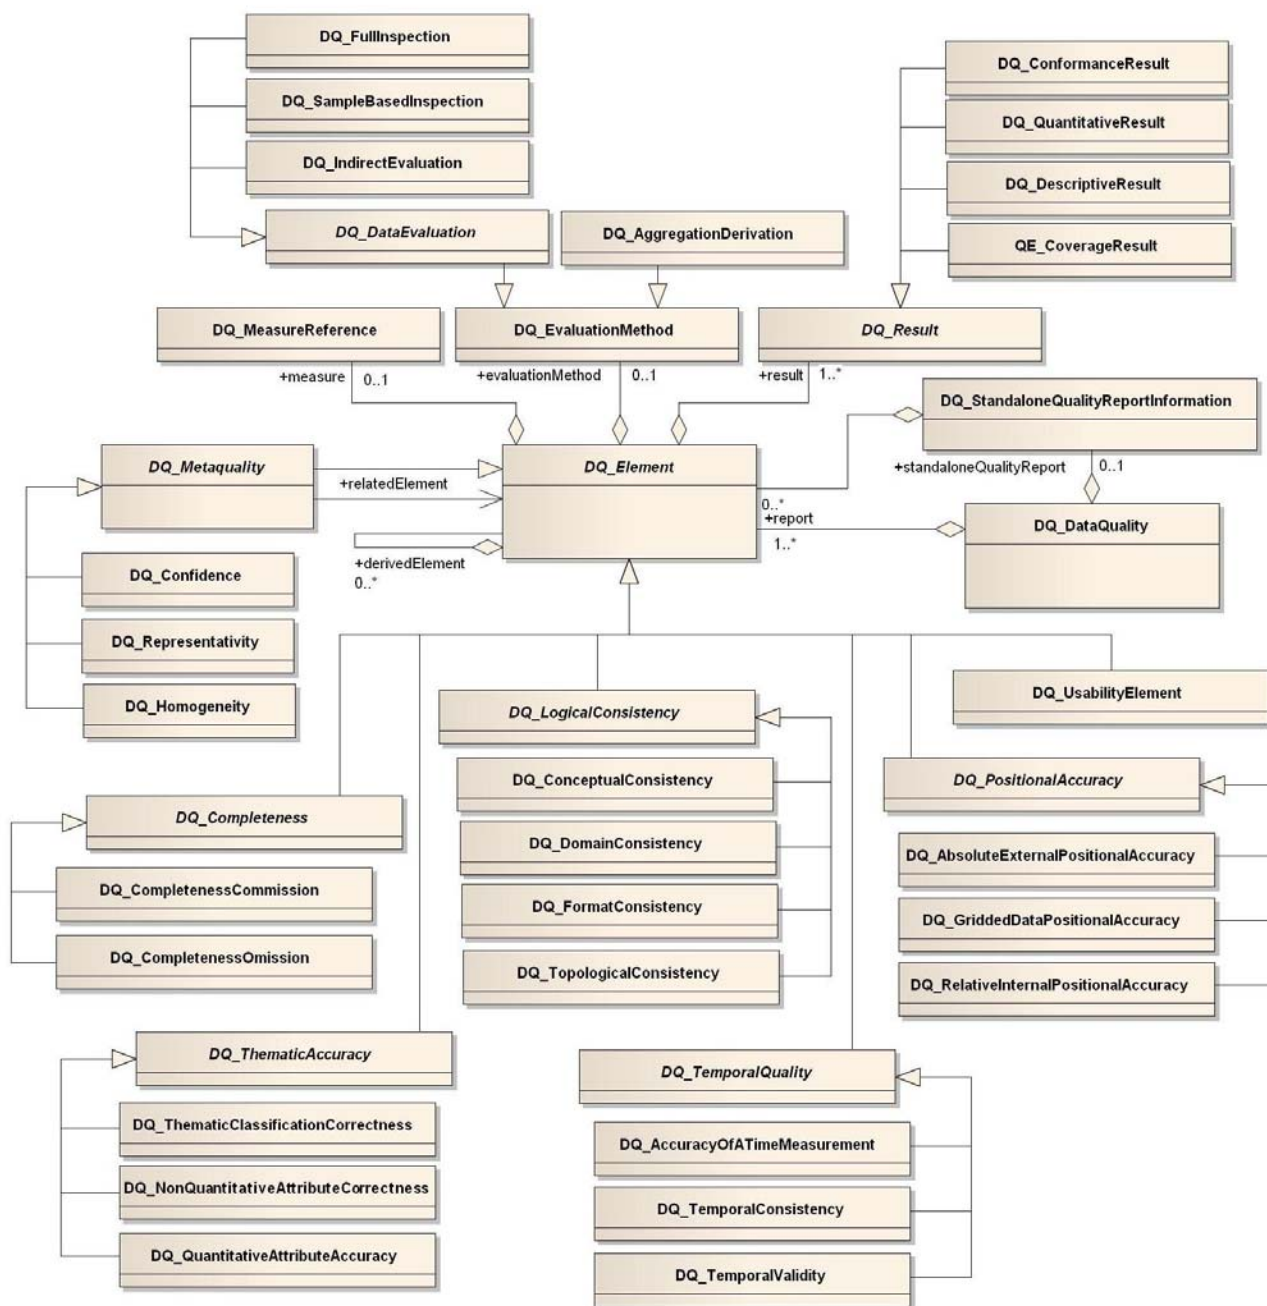 DQ_FullInspection
DQ_SampleBasedInspection
DQ_IndirectEvaluation
DQ_DataEvaluation
DQ_AggregationDerivation
DQ_ConformanceResult
DQ_QuantitativeResult
DQ_DescriptiveResult
QE_CoverageResult
DQ_MeasureReference
DQ_EvaluationMethod
DQ_Result
+measure
0..1
+evaluationMethod
0..1
+result
1..*
DQ_StandaloneQualityReportInformation
+standaloneQualityReport
0..1
DQ_Metaquality
+relatedElement
DQ_Element
0..*
+report
1..*
DQ_DataQuality
+derivedElement
0..*
DQ_Confidence
DQ_Representativity
DQ_Homogeneity
DQ_LogicalConsistency
DQ_ConceptualConsistency
DQ_DomainConsistency
DQ_FormatConsistency
DQ_TopologicalConsistency
DQ_UsabilityElement
DQ_PositionalAccuracy
DQ_AbsoluteExternalPositionalAccuracy
DQ_GriddedDataPositionalAccuracy
DQ_RelativeInternalPositionalAccuracy
DQ_Completeness
DQ_CompletenessCommission
DQ_CompletenessOmission
DQ_ThematicAccuracy
DQ_ThematicClassificationCorrectness
DQ_NonQuantitativeAttributeCorrectness
DQ_QuantitativeAttributeAccuracy
DQ_TemporalQuality
DQ_AccuracyOfATimeMeasurement
DQ_TemporalConsistency
DQ_TemporalValidity